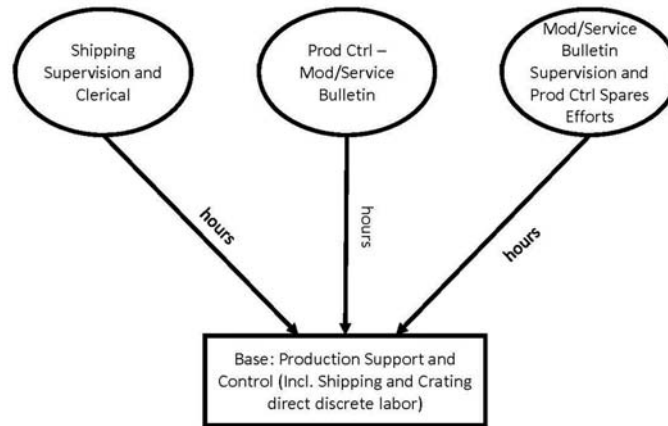 Shipping
Supervision and
Clerical
Prod Ctrl –
Mod/Service
Bulletin
Mod/Service
Bulletin
Supervision and
Prod Ctrl Spares
Efforts
hours
hours
hours
Base: Production Support and
Control (Incl. Shipping and Crating
direct discrete labor)